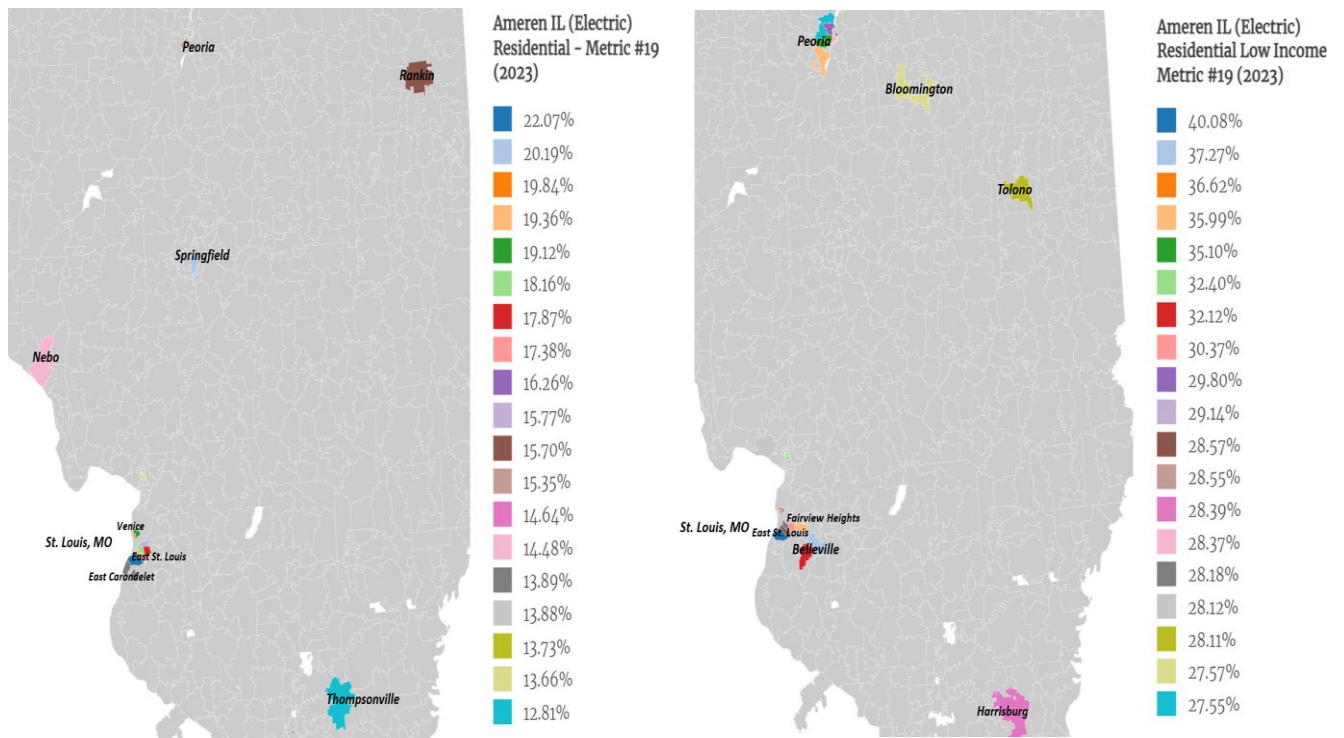 Ameren IL (Electric)
Residential - Metric #19
(2023)
22.07%
20.19%
19.84%
19.36%
19.12%
18.16%
17.87%
17.38%
16.26%
15.77%
15.70%
15.35%
14.64%
14.48%
13.89%
13.88%
13.73%
13.66%
12.81%
Peoria
Rankin
Springfield
Nebo
Venice
St. Louis, MO
East St. Louis
East Carondelet
Thompsonville
Ameren IL (Electric)
Residential Low Income
Metric #19 (2023)
40.08%
37.27%
36.62%
35.99%
35.10%
32.40%
32.12%
30.37%
29.80%
29.14%
28.57%
28.55%
28.39%
28.37%
28.18%
28.12%
28.11%
27.57%
27.55%
Peoria
Bloomington
Tolono
Fairview Heights
St. Louis, MO
East St. Louis
Belleville
Harrisburg